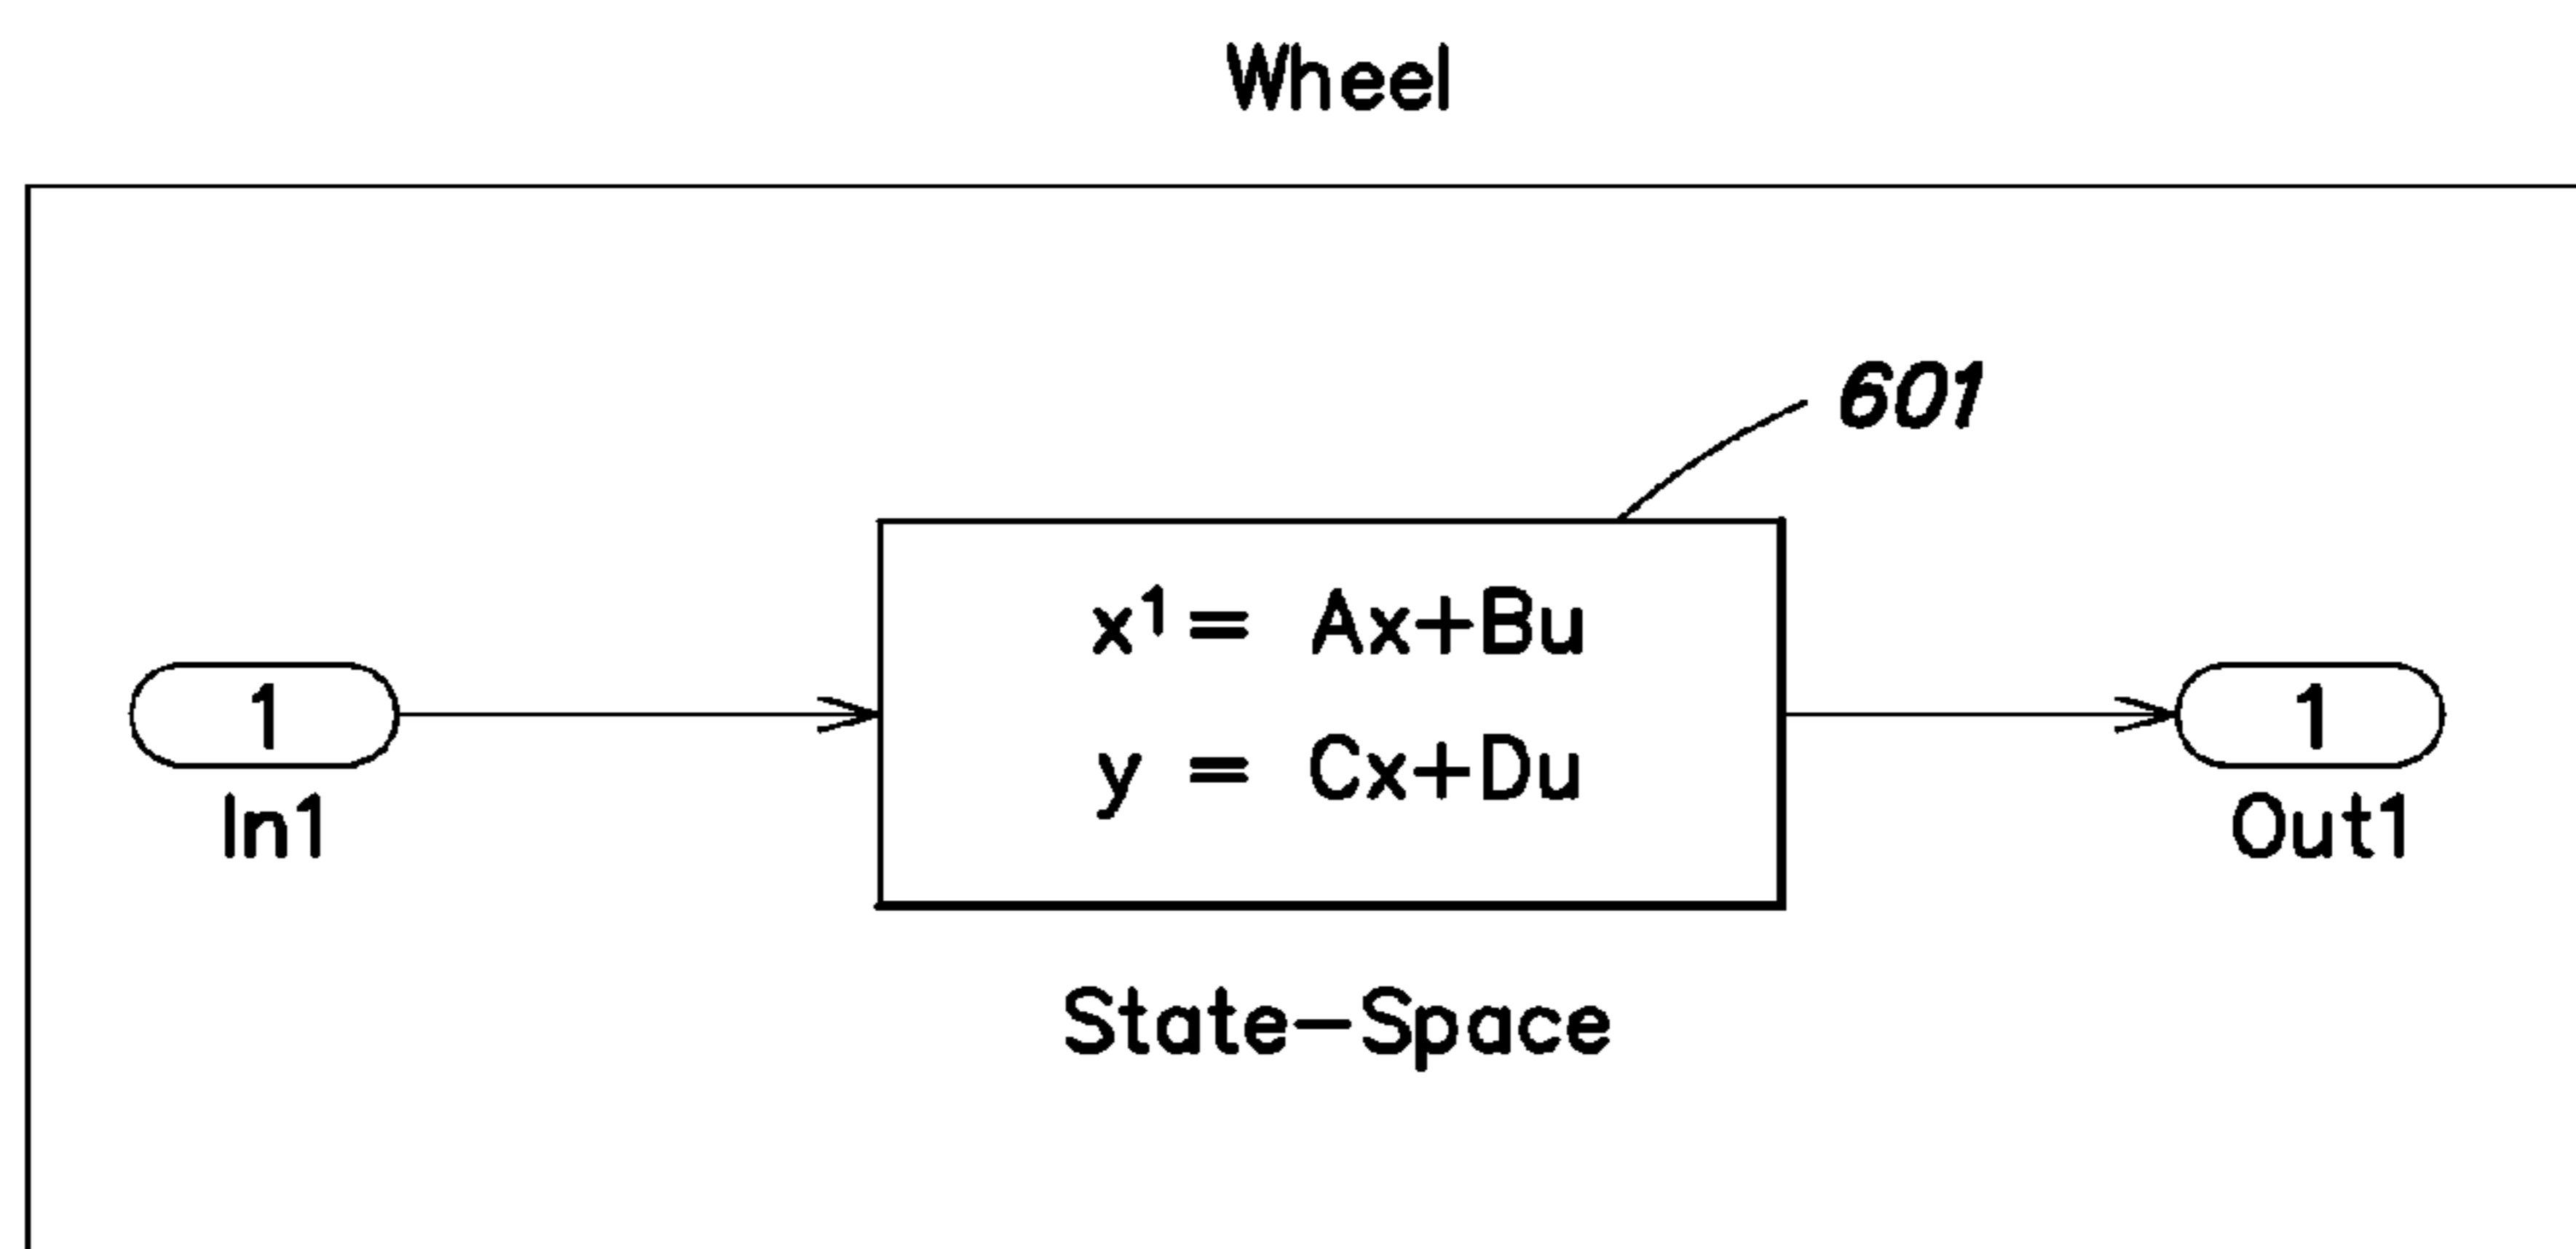 Wheel
601
x¹= Ax+Bu
1
y = Cx+Du
1
In1
Out1
State-Space